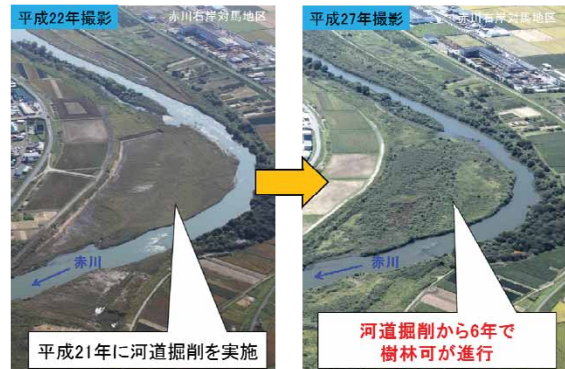 平成22年撮影
赤川右岸対馬地区
平成27年撮影
赤川右岸対馬地区
赤川
赤川
平成21年に河道掘削を実施
河道掘削から6年で
樹林可が進行